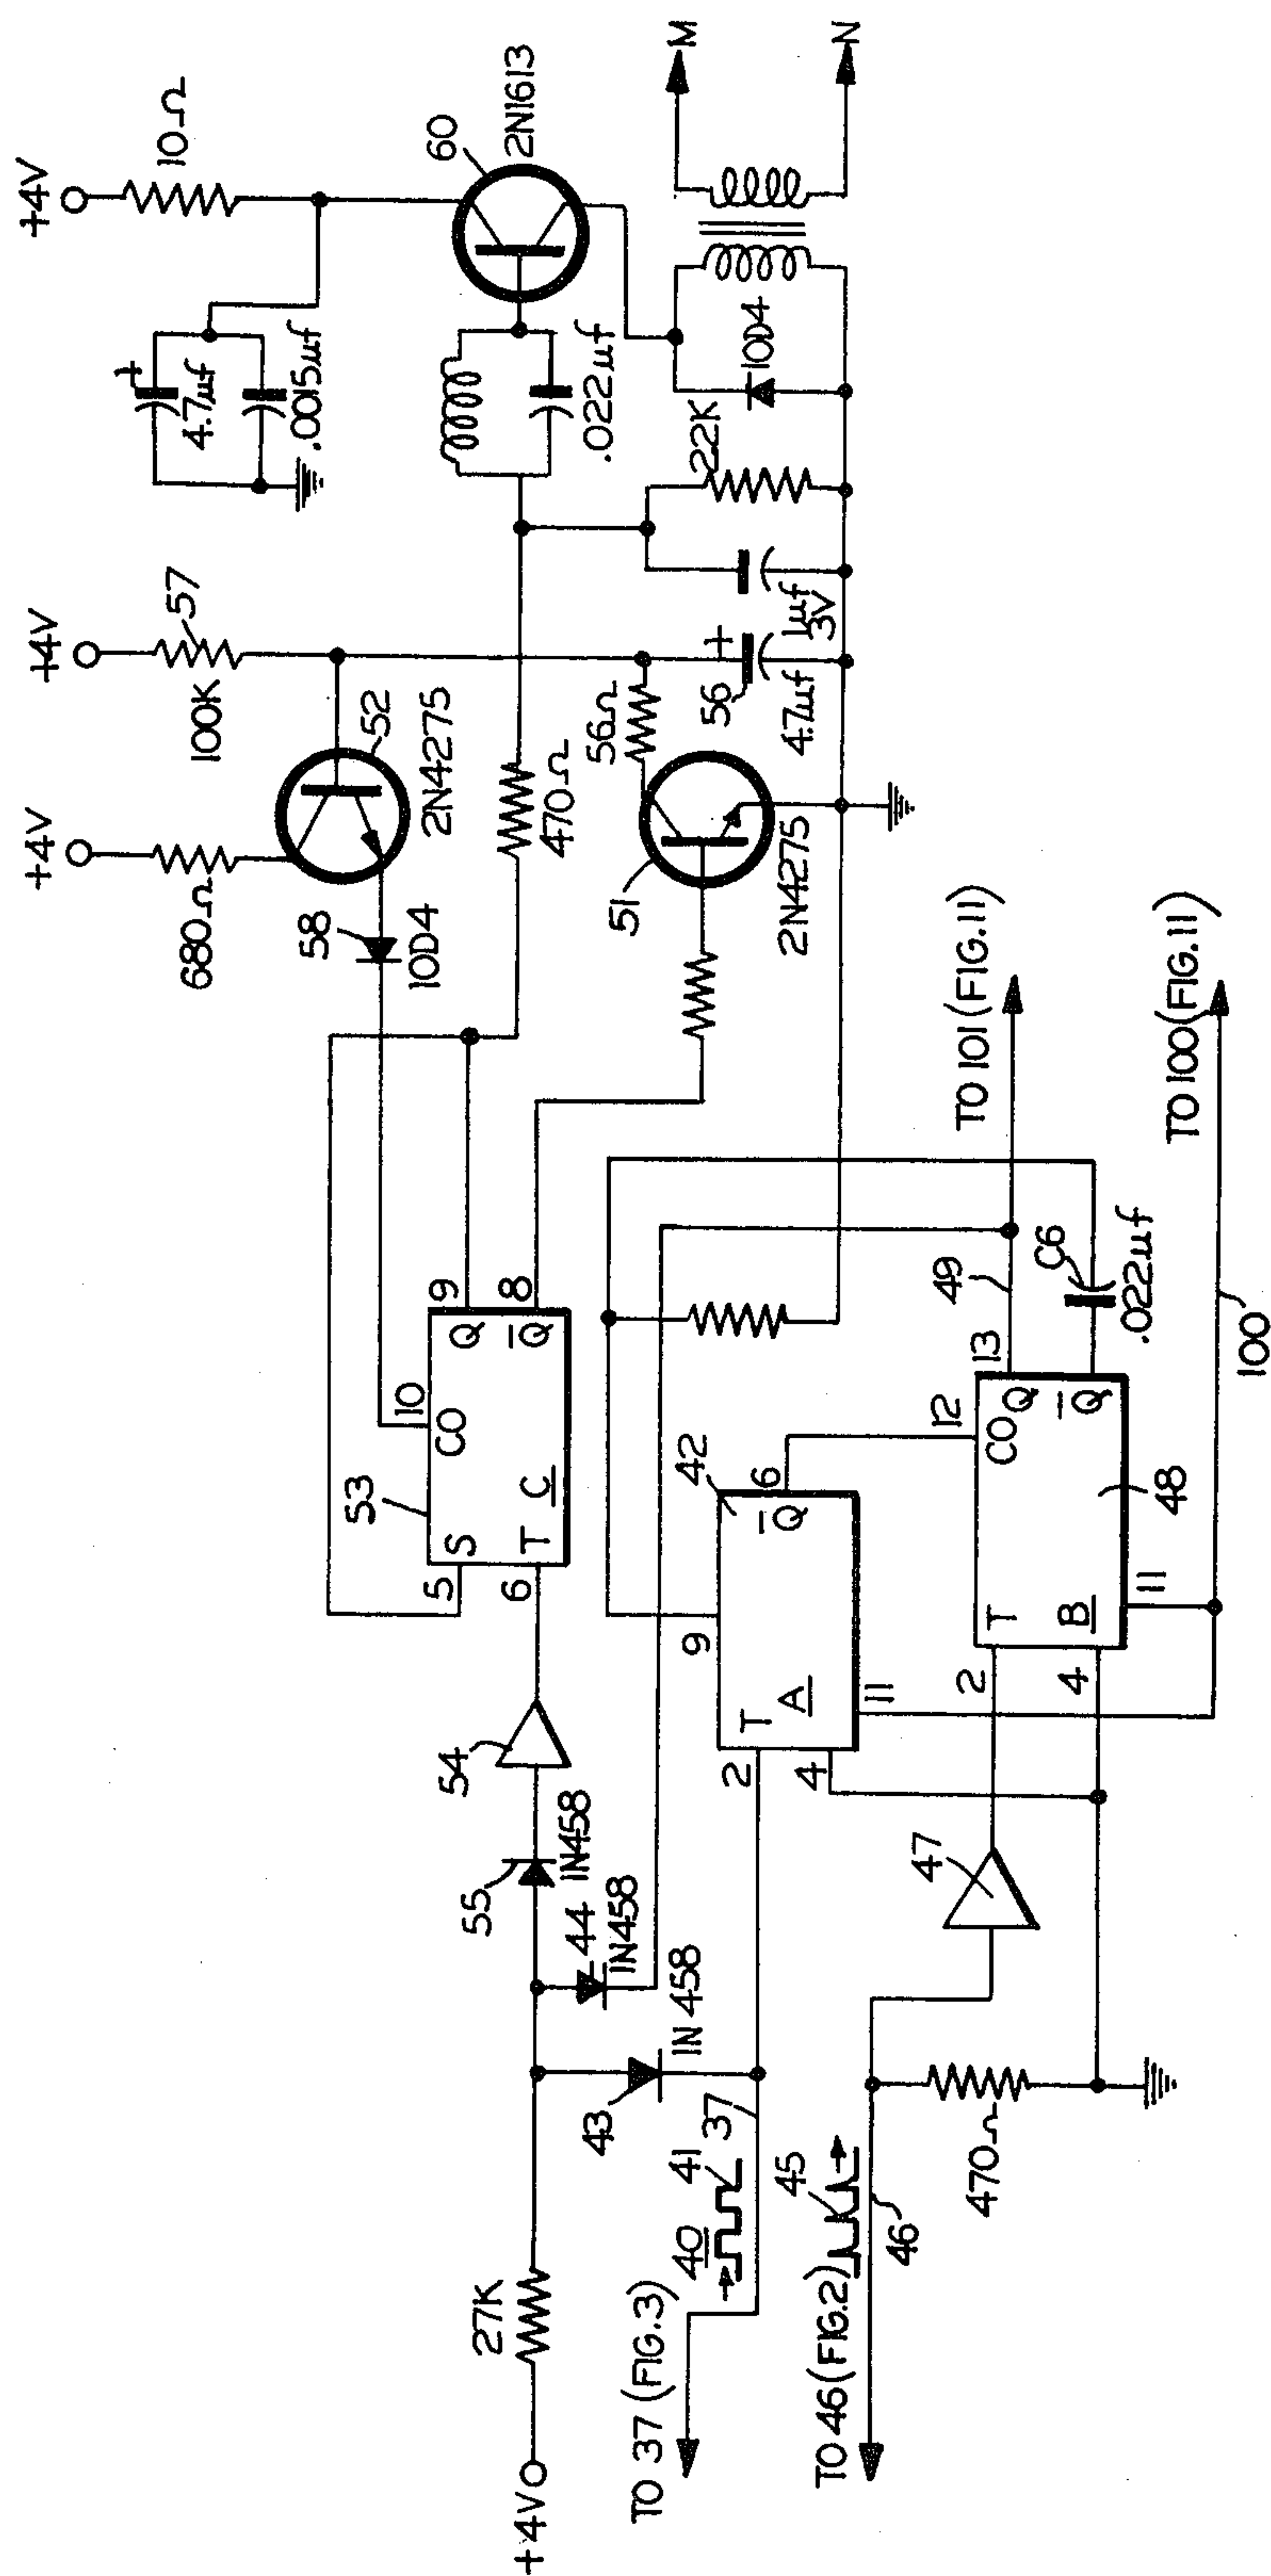 +4V
10Ω
+
4.7µf
.0015µf
60
2N1613
.022µf
M
N
10D4
22K
1µf
3V
+4V
57
100K
+4V
680Ω
52
2N4275
58
10D4
470Ω
56Ω
+
56
4.7µf
51
2N4275
53
10
CO
9
Q
8
Q̅
5
S
6
T
C
54
55
1N458
44
1N458
43
1N 458
27K
+4V
TO 37 (FIG.3)
40
41
37
42
9
6
Q̅
2
T
A
4
11
TO 101 (FIG.11)
49
C6
.022µf
13
12
CO
Q
Q̅
48
2
T
4
B
11
TO 100 (FIG.11)
100
47
TO 46 (FIG.2)
45
46
470Ω